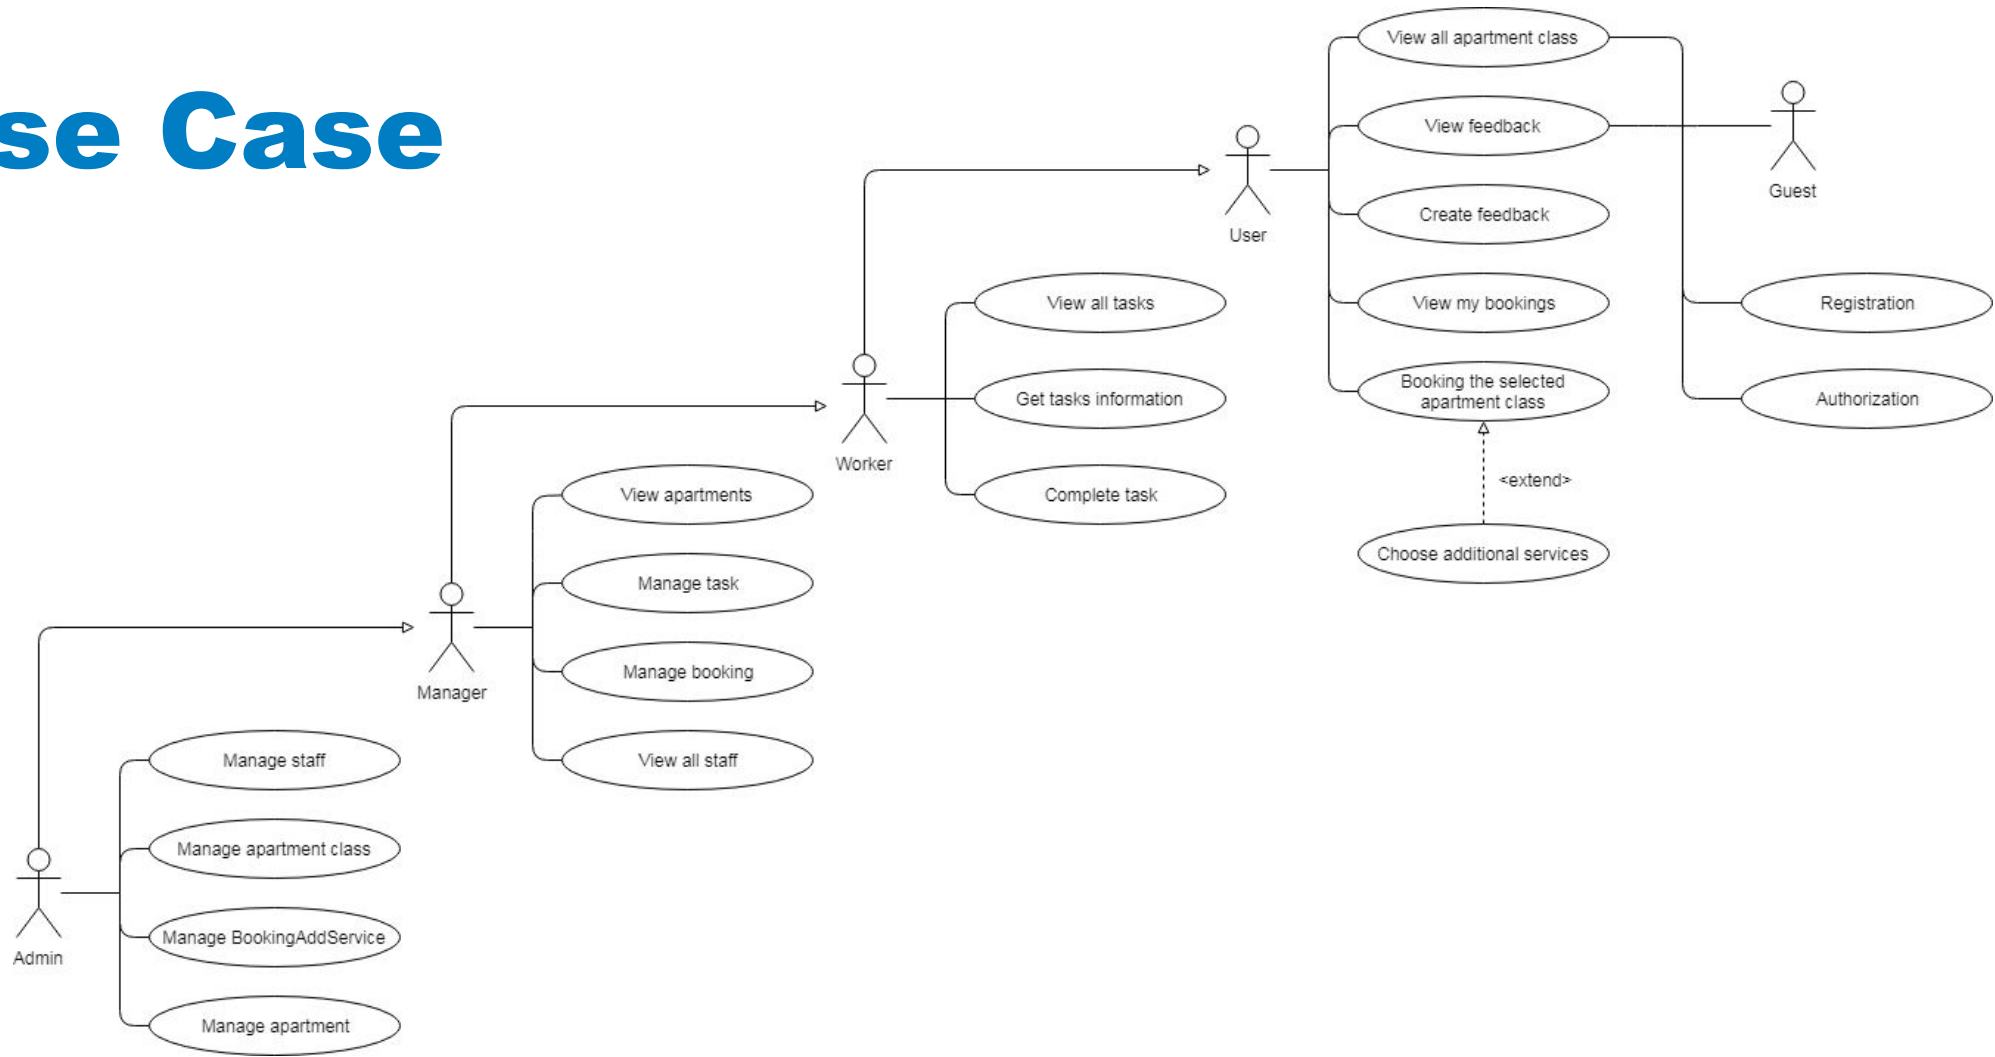 se Case
View all apartment class
View feedback
Guest
Create feedback
User
View all tasks
View my bookings
Registration
Get tasks information
Booking the selected
apartment class
Authorization
Worker
View apartments
Complete task
<extend>
Choose additional services
Manage task
Manage booking
Manager
View all staff
Manage staff
Manage apartment class
Manage BookingAddService
Admin
Manage apartment